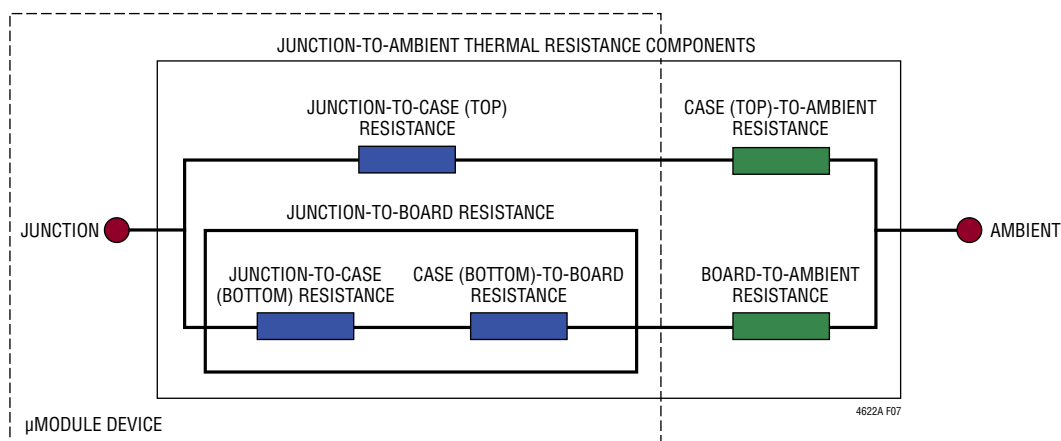 JUNCTION-TO-AMBIENT THERMAL RESISTANCE COMPONENTS
JUNCTION-TO-CASE (TOP)
RESISTANCE
CASE (TOP)-TO-AMBIENT
RESISTANCE
JUNCTION-TO-BOARD RESISTANCE
JUNCTION
AMBIENT
JUNCTION-TO-CASE
(BOTTOM) RESISTANCE
CASE (BOTTOM)-TO-BOARD
RESISTANCE
BOARD-TO-AMBIENT
RESISTANCE
4622A F07
µMODULE DEVICE